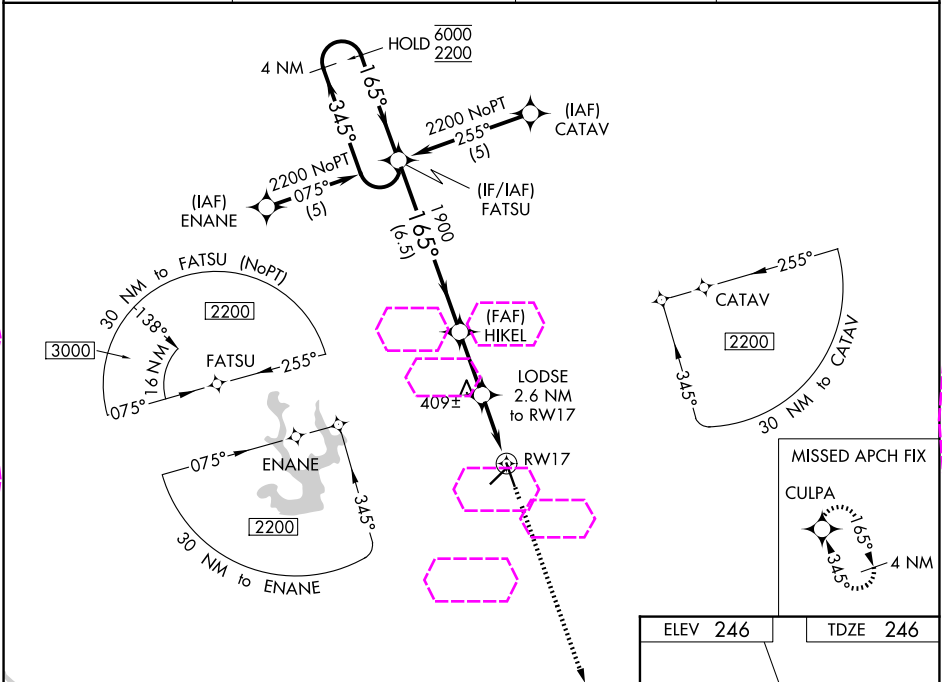 HOLD 6000
2200
4 NM
165°
345°
2200 NoPT
255°
(5)
(IAF)
CATAV
2200 NoPT
075°
(5)
(IAF)
ENANE
(IF/IAF)
FATSU
1900
165°
(6.5)
30 NM to FATSU (NoPT)
2200
138°
3000
16 NM
FATSU
255°
075°
(FAF)
HIKEL
LODSE
2.6 NM
to RW17
409±
RW17
255°
CATAV
2200
345°
30 NM to CATAV
075°
ENANE
345°
2200
30 NM to ENANE
MISSED APCH FIX
CULPA
165°
345°
4 NM
ELEV 246
TDZE 246